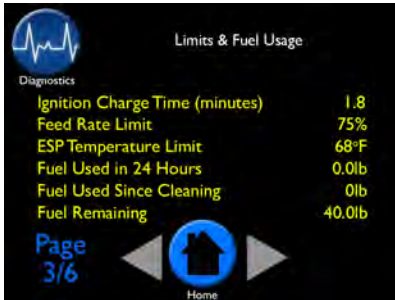 Limits & Fuel Usage
Diagnostics
Ignition Charge Time (minutes) 1.8
Feed Rate Limit 75%
ESP Temperature Limit 68°F
Fuel Used in 24 Hours 0.0lb
Fuel Used Since Cleaning 0lb
Fuel Remaining 40.0lb
Page
3/6
Home